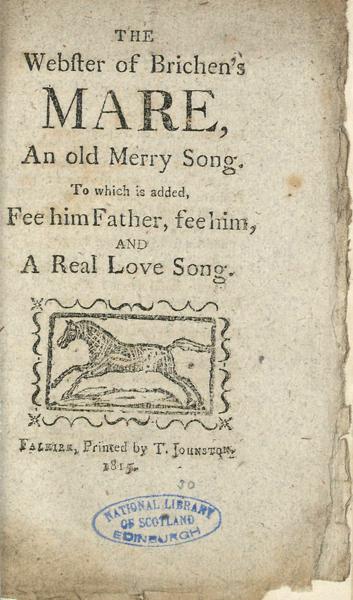 THE
Webſter of Brichen's
MARE,
An old Merry Song.
To which is added,
Fee him Father, fee him,
AND
A Real Love Song.
FALKIRK, Printed by T. JOHNSTON,
1815.
30
NATIONAL LIBRARY
OF SCOTLAND
EDINBURGH